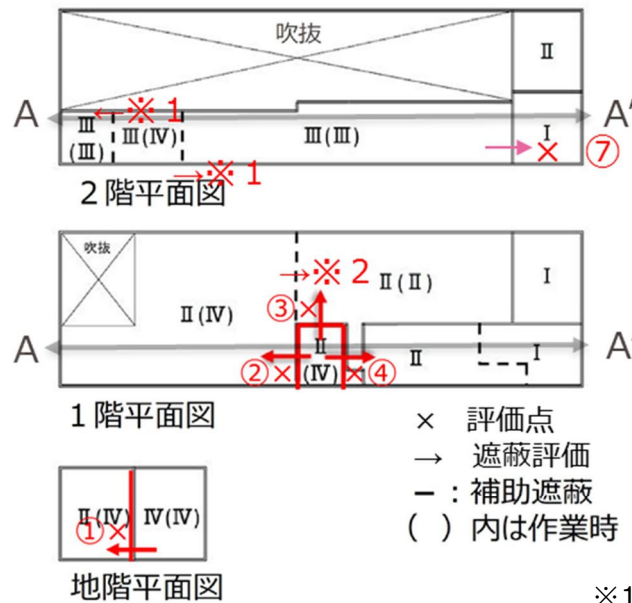 吹抜
Ⅱ
A
←※ 1
A'
Ⅲ
(Ⅲ)
Ⅲ(Ⅳ)
Ⅲ(Ⅲ)
Ⅰ
→
×
⑦
→※ 1
2階平面図
吹抜
→※ 2
Ⅱ(Ⅱ)
Ⅰ
Ⅱ(Ⅳ)
③×
A
Ⅱ
(Ⅳ)
②×
×④
Ⅱ
Ⅰ
A
1階平面図
× 評価点
→ 遮蔽評価
ー:補助遮蔽
( )内は作業時
Ⅱ(Ⅳ)
①×
Ⅳ(Ⅳ)
地階平面図
※1